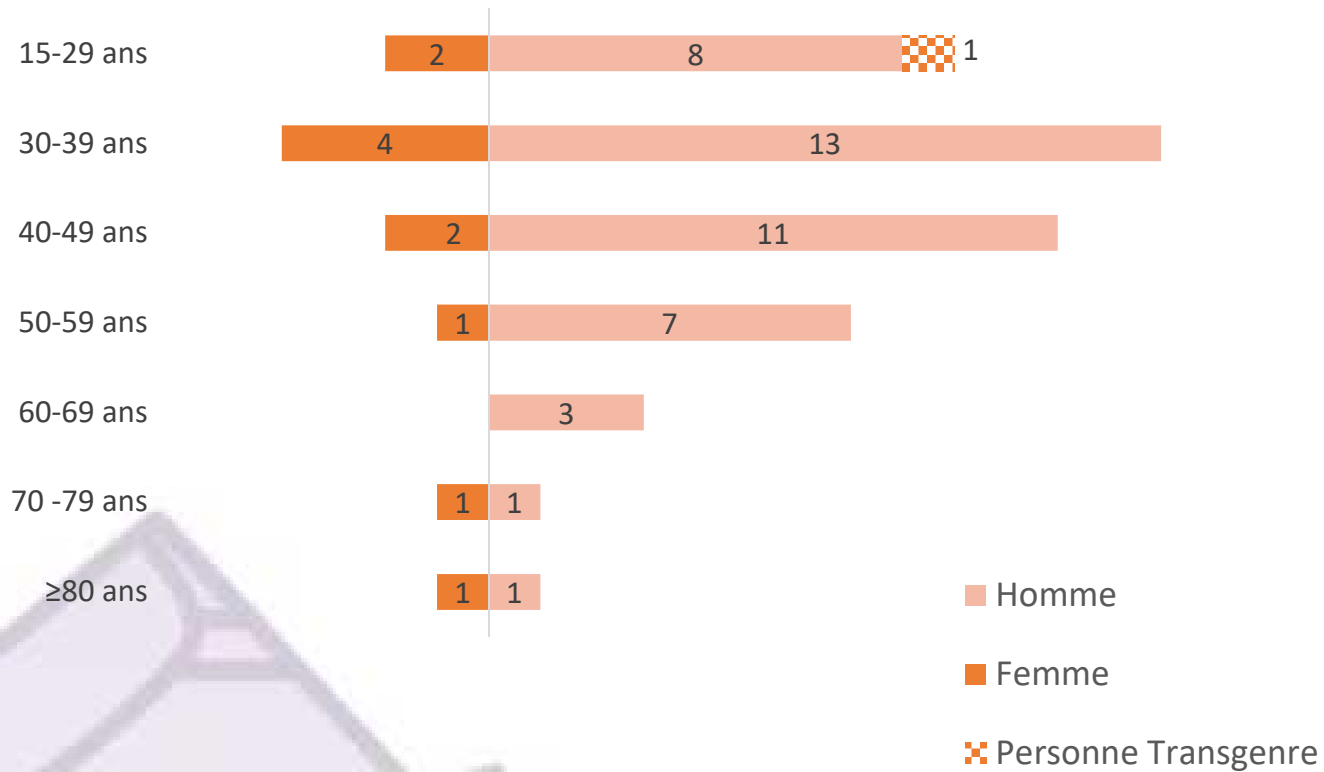 15-29 ans 2 8 1
30-39 ans 4 13
40-49 ans 2 11
50-59 ans 1 7
60-69 ans 3
70 -79 ans 1 1
≥80 ans 1 1
Homme
Femme
Personne Transgenre